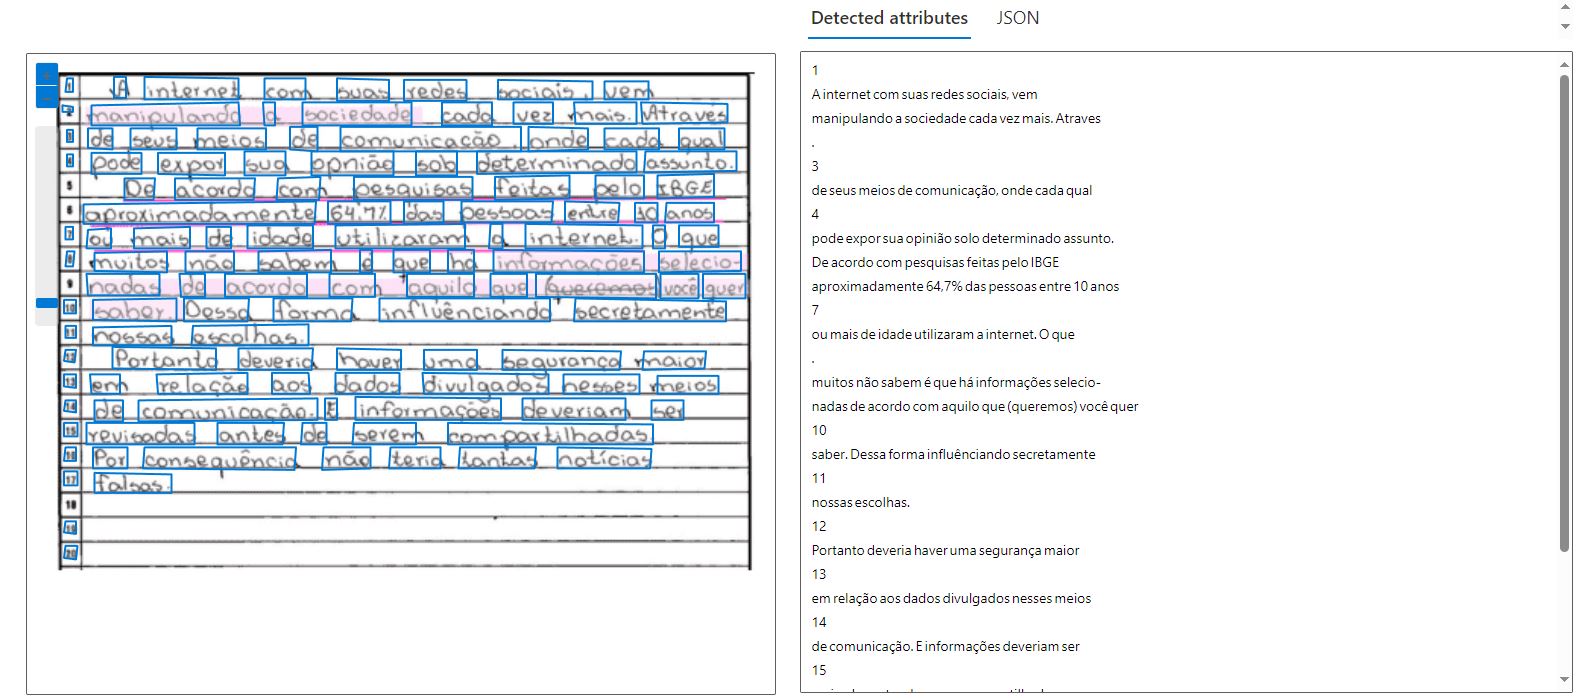 Detected attributes JSON
1 A internet com suas redes sociais, vem
2 manipulando a sociedade cada vez mais. Atraves
3 de seus meios de comunicação, onde cada qual
4 pode expor sua opnião sob determinado assunto.
5 De acordo com pesquisas feitas pelo IBGE
6 aproximadamente 64,7% das pessoas entre 10 anos
7 ou mais de idade utilizaram a internet. O que
8 muitos não sabem é que há informações selecio-
9 nadas de acordo com aquilo que (queremos) você quer
10 saber. Dessa forma influênciando secretamente
11 nossas escolhas.
12 Portanto deveria haver uma segurança maior
13 em relação aos dados divulgados nesses meios
14 de comunicação. E informações deveriam ser
15 revisadas antes de serem compartilhadas
16 Por consequência não teria tantas notícias
17 falsas.
18
19
20
1
A internet com suas redes sociais, vem
manipulando a sociedade cada vez mais. Atraves
.
3
de seus meios de comunicação, onde cada qual
4
pode expor sua opinião solo determinado assunto.
De acordo com pesquisas feitas pelo IBGE
aproximadamente 64,7% das pessoas entre 10 anos
7
ou mais de idade utilizaram a internet. O que
.
muitos não sabem é que há informações selecio-
nadas de acordo com aquilo que (queremos) você quer
10
saber. Dessa forma influênciando secretamente
11
nossas escolhas.
12
Portanto deveria haver uma segurança maior
13
em relação aos dados divulgados nesses meios
14
de comunicação. E informações deveriam ser
15